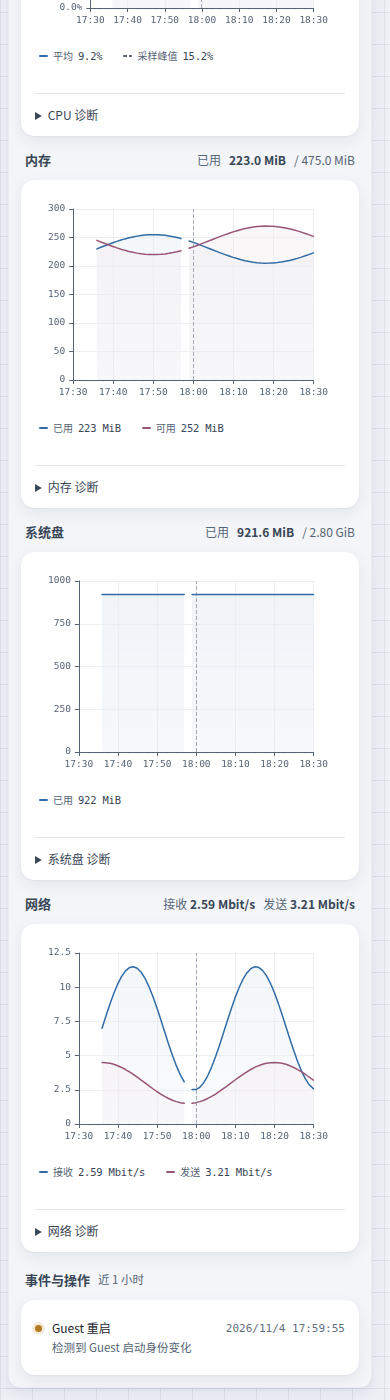 0.0%
17:30 17:40 17:50 18:00 18:10 18:20 18:30
平均 9.2% 采样峰值 15.2%
▶ CPU 诊断
内存 已用 223.0 MiB / 475.0 MiB
300
250
200
150
100
50
0
17:30 17:40 17:50 18:00 18:10 18:20 18:30
已用 223 MiB 可用 252 MiB
▶ 内存 诊断
系统盘 已用 921.6 MiB / 2.80 GiB
1000
750
500
250
0
17:30 17:40 17:50 18:00 18:10 18:20 18:30
已用 922 MiB
▶ 系统盘 诊断
网络 接收 2.59 Mbit/s 发送 3.21 Mbit/s
12.5
10
7.5
5
2.5
0
17:30 17:40 17:50 18:00 18:10 18:20 18:30
接收 2.59 Mbit/s 发送 3.21 Mbit/s
▶ 网络 诊断
事件与操作 近 1 小时
Guest 重启 2026/11/4 17:59:55
检测到 Guest 启动身份变化